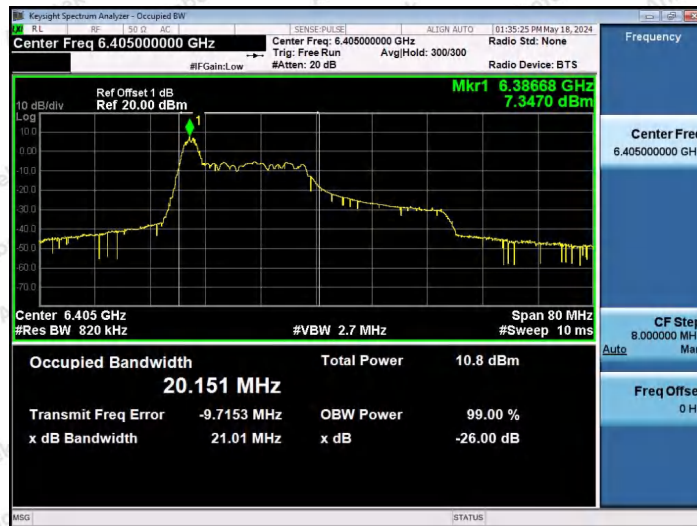 Keysight Spectrum Analyzer - Occupied BW
RL RF 50 Ω AC SENSE:PULSE ALIGN AUTO 01:35:25 PM May 18, 2024
Center Freq 6.405000000 GHz
Center Freq: 6.405000000 GHz
Radio Std: None
Trig: Free Run Avg|Hold: 300/300
#IFGain:Low #Atten: 20 dB Radio Device: BTS
Ref Offset 1 dB
Mkr1 6.38668 GHz
10 dB/div Ref 20.00 dBm 7.3470 dBm
Log
10.0
0.00
-10.0
-20.0
-30.0
-40.0
-50.0
-60.0
-70.0
1
Center 6.405 GHz Span 80 MHz
#Res BW 820 kHz #VBW 2.7 MHz #Sweep 10 ms
Occupied Bandwidth Total Power 10.8 dBm
20.151 MHz
Transmit Freq Error -9.7153 MHz OBW Power 99.00 %
x dB Bandwidth 21.01 MHz x dB -26.00 dB
MSG STATUS
Frequency
Center Freq
6.405000000 GH
CF Step
8.000000 MH
Auto Man
Freq Offse
0 H